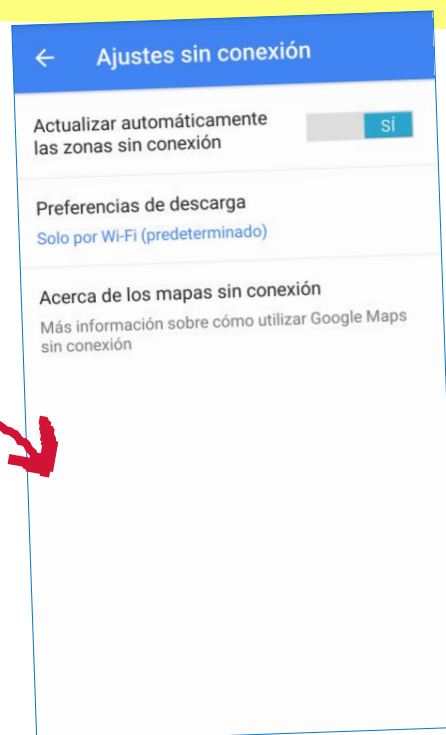 Ajustes sin conexión
Actualizar automáticamente
las zonas sin conexión
SÍ
Preferencias de descarga
Solo por Wi-Fi (predeterminado)
Acerca de los mapas sin conexión
Más información sobre cómo utilizar Google Maps
sin conexión